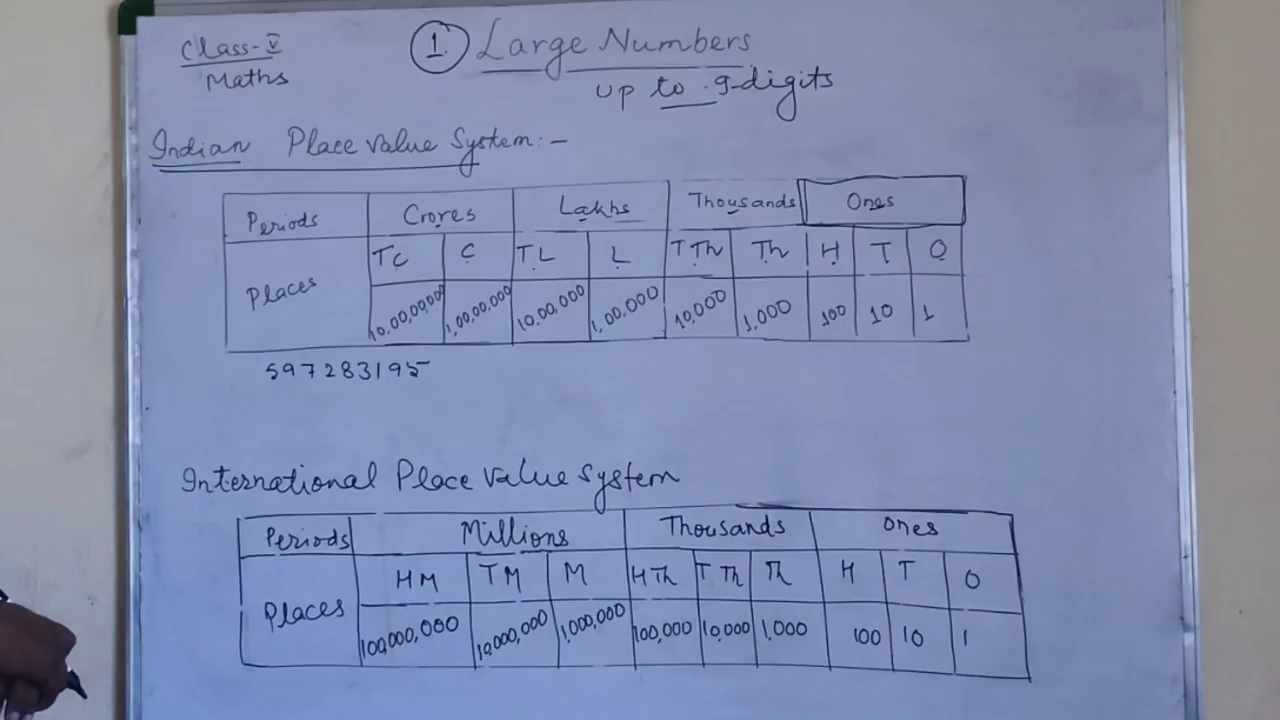 Class-V
Maths
1. Large Numbers
up to 9-digits
Indian Place Value System:-
Periods Crores Lakhs Thousands Ones
Places TC C TL L T Th Th H T O
10,00,00,000 1,00,00,000 10,00,000 1,00,000 10,000 1,000 100 10 1
597283195
International Place Value System
Periods Millions Thousands Ones
Places HM TM M H Th T Th Th H T O
100,000,000 10,000,000 1,000,000 100,000 10,000 1,000 100 10 1